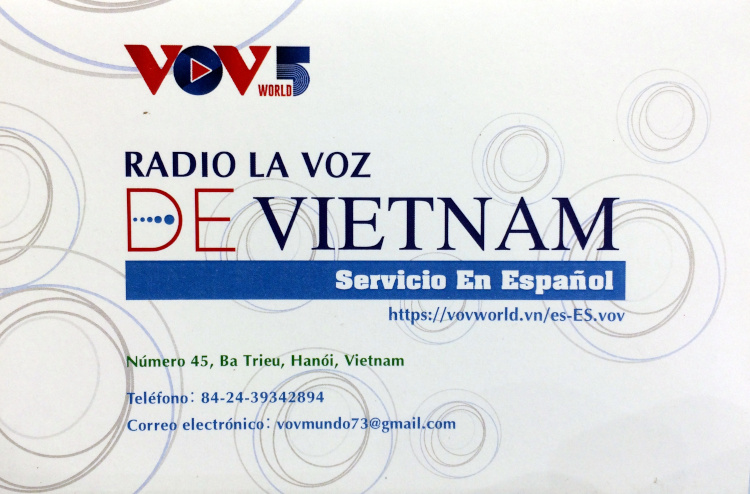 VOV5
WORLD
RADIO LA VOZ
DE VIETNAM
Servicio En Español
https://vovworld.vn/es-ES.vov
Número 45, Ba Trieu, Hanói, Vietnam
Teléfono: 84-24-39342894
Correo electrónico: vovmundo73@gmail.com